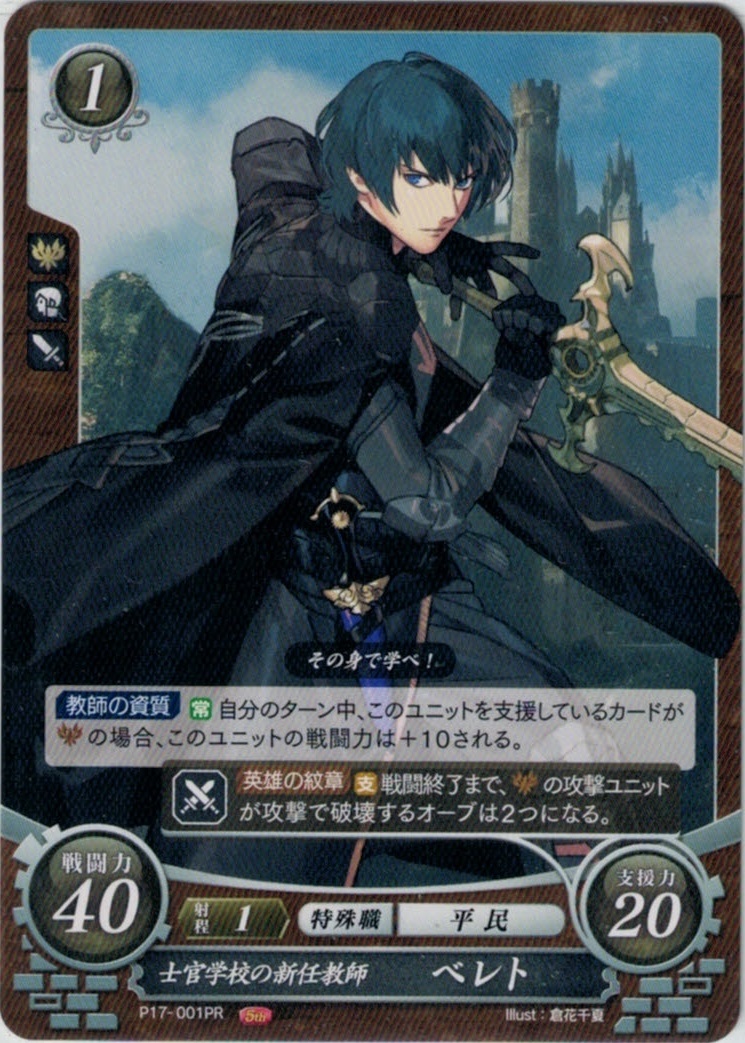 1
その身で学べ！
教師の資質 常 自分のターン中、このユニットを支援しているカードが
の場合、このユニットの戦闘力は＋10される。
英雄の紋章 支 戦闘終了まで、の攻撃ユニット
が攻撃で破壊するオーブは2つになる。
戦闘力
40
射程 1
特殊職 平民
支援力
20
士官学校の新任教師 ベレト
P17-001PR 5th Illust：倉花千夏